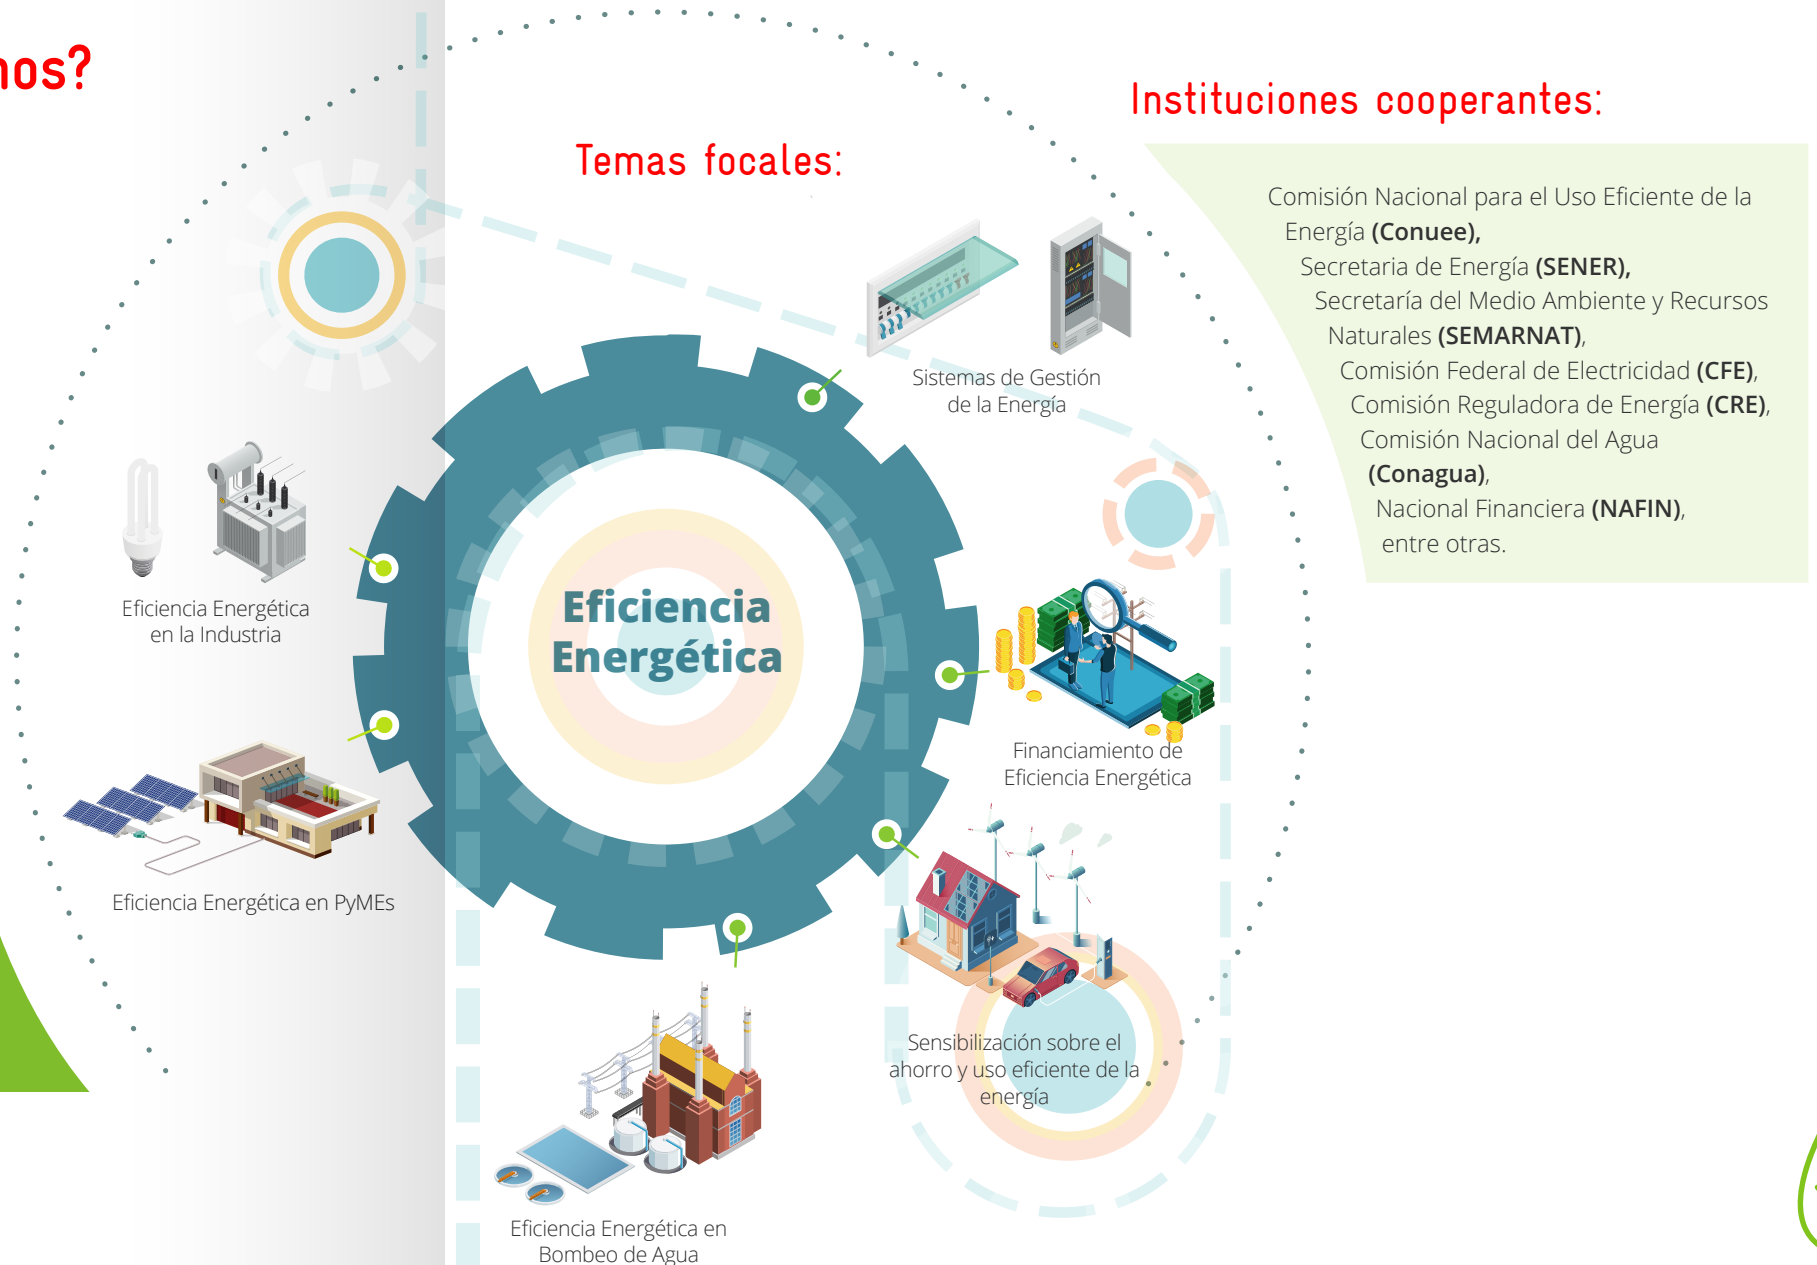 nos?
Temas focales:
Instituciones cooperantes:
Comisión Nacional para el Uso Eficiente de la
Energía (Conuee),
Secretaria de Energía (SENER),
Secretaría del Medio Ambiente y Recursos
Naturales (SEMARNAT),
Comisión Federal de Electricidad (CFE),
Comisión Reguladora de Energía (CRE),
Comisión Nacional del Agua
(Conagua),
Nacional Financiera (NAFIN),
entre otras.
Sistemas de Gestión
de la Energía
Eficiencia Energética
en la Industria
Eficiencia
Energética
Financiamiento de
Eficiencia Energética
Eficiencia Energética en PyMEs
Sensibilización sobre el
ahorro y uso eficiente de la
energía
Eficiencia Energética en
Bombeo de Agua